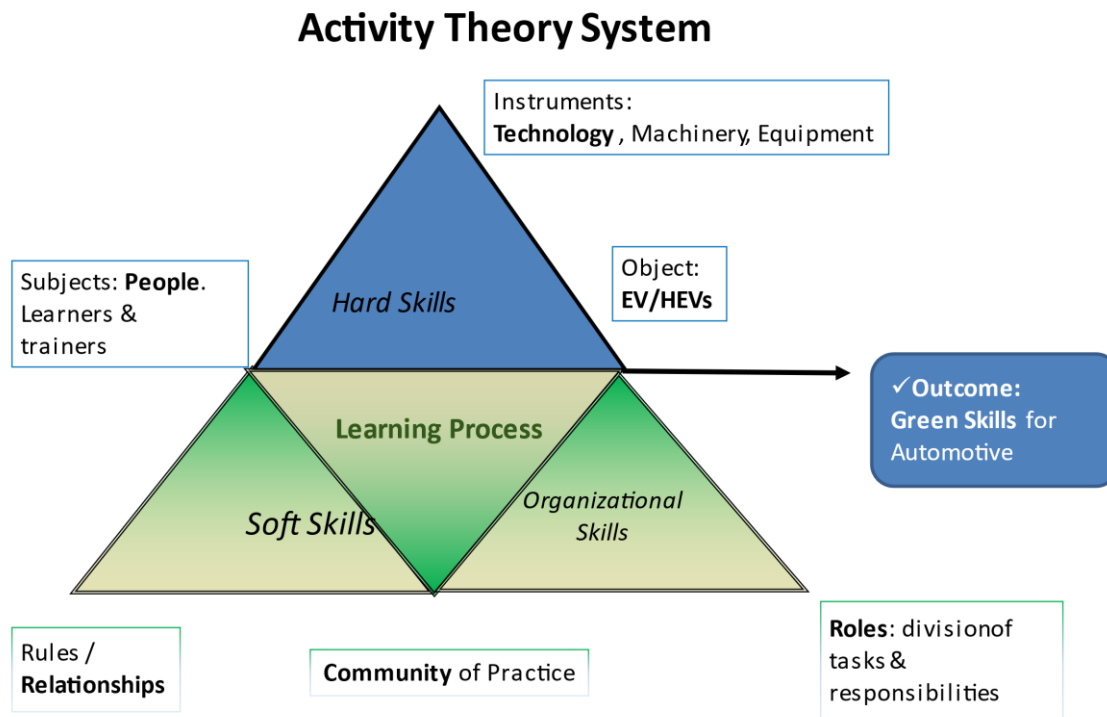 Activity Theory System
Instruments:
Technology , Machinery, Equipment
Subjects: People.
Learners &
trainers
Hard Skills
Object:
EV/HEVs
✓Outcome:
Green Skills for
Automotive
Learning Process
Soft Skills
Organizational
Skills
Rules /
Relationships
Community of Practice
Roles: divisionof
tasks &
responsibilities